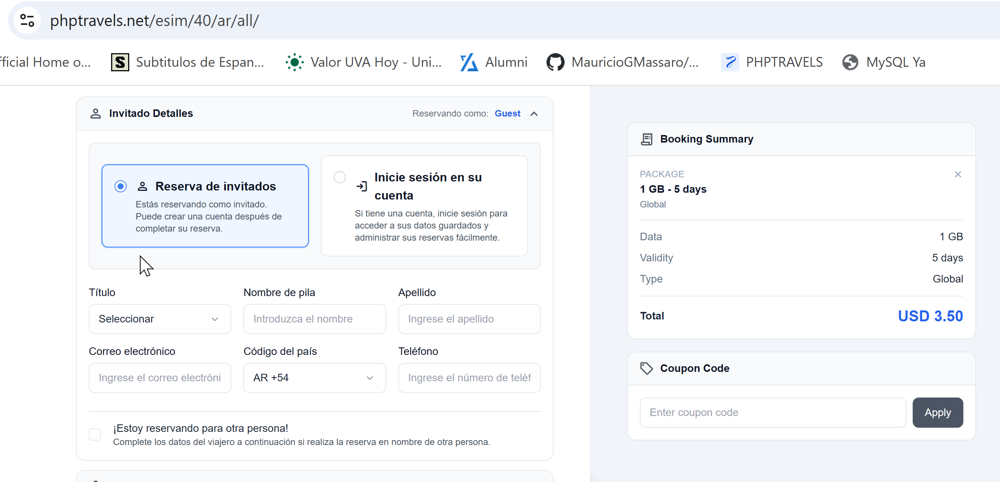 phptravels.net/esim/40/ar/all/
fficial Home o...
Subtitulos de Espan...
Valor UVA Hoy - Uni...
Alumni
MauricioGMassaro/...
PHPTRAVELS
MySQL Ya
Invitado Detalles
Reservando como: Guest
Reserva de invitados
Estás reservando como invitado.
Puede crear una cuenta después de
completar su reserva.
Inicie sesión en su
cuenta
Si tiene una cuenta, inicie sesión para
acceder a sus datos guardados y
administrar sus reservas fácilmente.
Título
Nombre de pila
Apellido
Seleccionar
Introduzca el nombre
Ingrese el apellido
Correo electrónico
Código del país
Teléfono
Ingrese el correo electróni
AR +54
Ingrese el número de teléf
¡Estoy reservando para otra persona!
Complete los datos del viajero a continuación si realiza la reserva en nombre de otra persona.
Booking Summary
PACKAGE
1 GB - 5 days
Global
Data 1 GB
Validity 5 days
Type Global
Total USD 3.50
Coupon Code
Enter coupon code
Apply